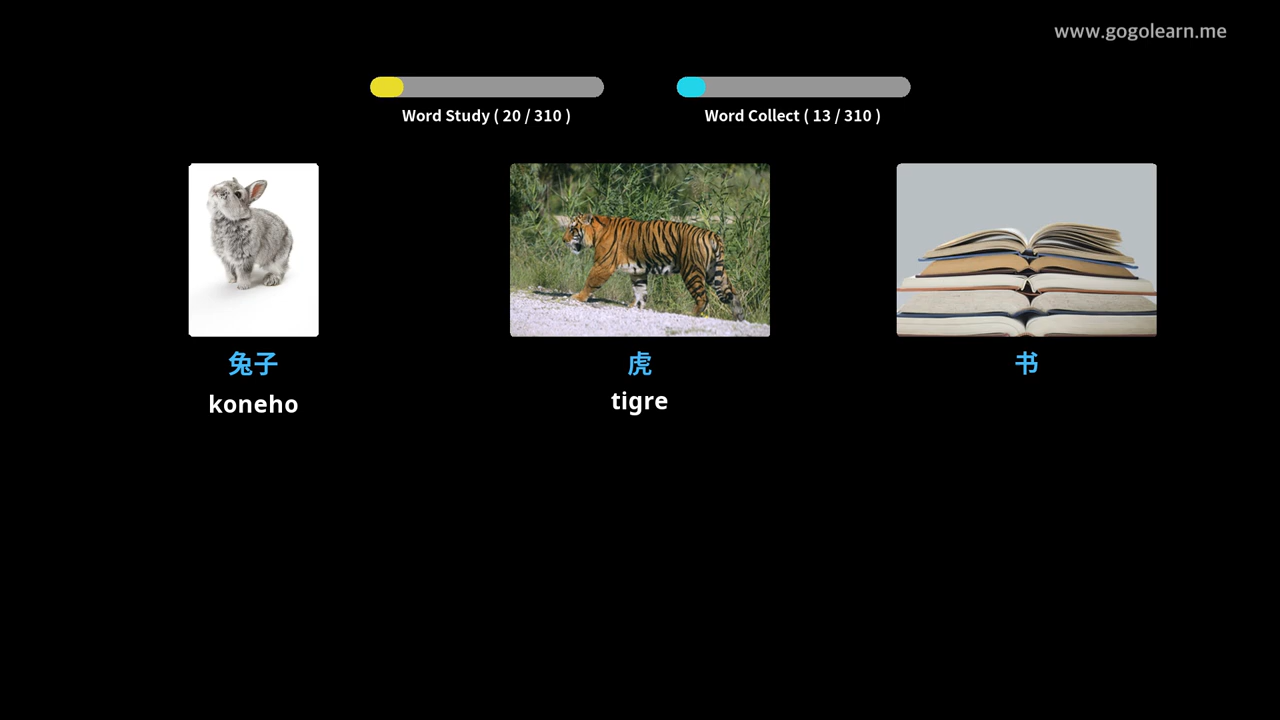 www.gogolearn.me
Word Study ( 20 / 310 )
Word Collect ( 13 / 310 )
兔子
虎
书
koneho
tigre